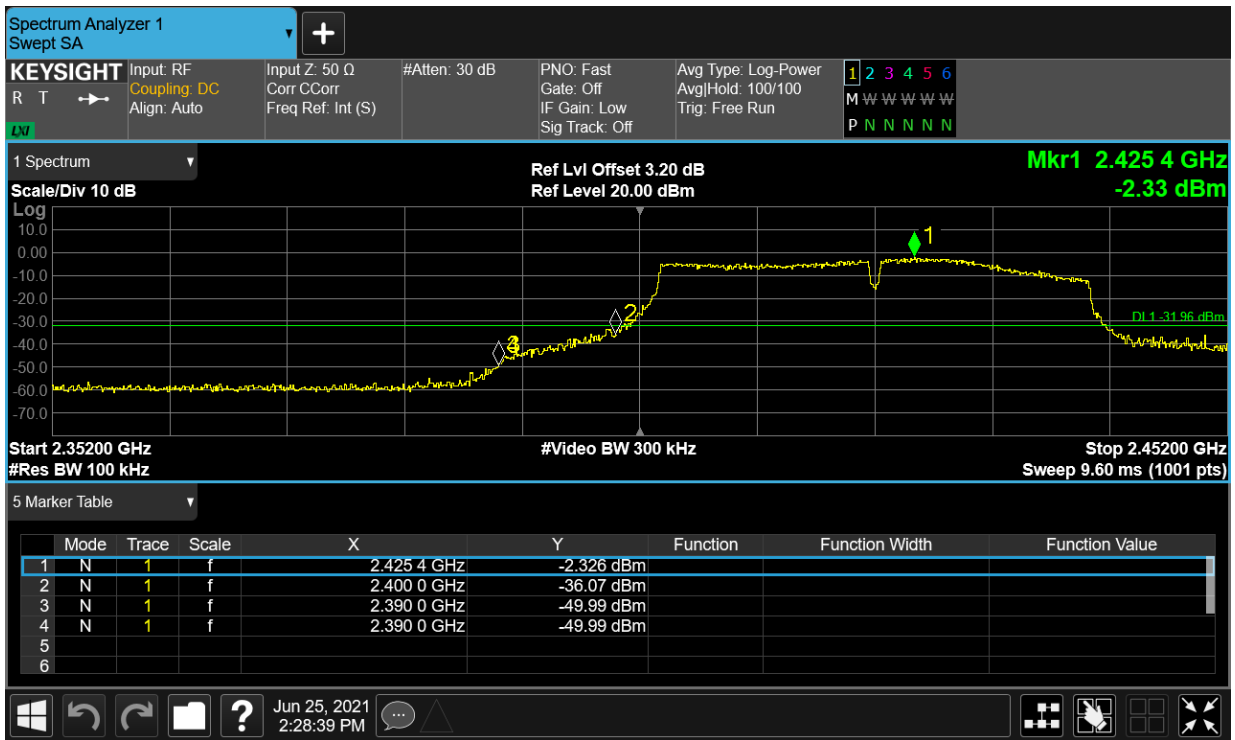 Spectrum Analyzer 1
Swept SA
KEYSIGHT
R T
LXI
Input: RF
Coupling: DC
Align: Auto
Input Z: 50 Ω
Corr CCorr
Freq Ref: Int (S)
#Atten: 30 dB
PNO: Fast
Gate: Off
IF Gain: Low
Sig Track: Off
Avg Type: Log-Power
Avg|Hold: 100/100
Trig: Free Run
1 2 3 4 5 6
M W W W W W
P N N N N N
1 Spectrum
Scale/Div 10 dB
Ref Lvl Offset 3.20 dB
Ref Level 20.00 dBm
Mkr1 2.425 4 GHz
-2.33 dBm
Log
10.0
0.00
-10.0
-20.0
-30.0
-40.0
-50.0
-60.0
-70.0
1
2
DL1 -31.96 dBm
Start 2.35200 GHz
#Res BW 100 kHz
#Video BW 300 kHz
Stop 2.45200 GHz
Sweep 9.60 ms (1001 pts)
5 Marker Table
Mode Trace Scale X Y Function Function Width Function Value
1 N 1 f 2.425 4 GHz -2.326 dBm
2 N 1 f 2.400 0 GHz -36.07 dBm
3 N 1 f 2.390 0 GHz -49.99 dBm
4 N 1 f 2.390 0 GHz -49.99 dBm
5
6
?
Jun 25, 2021
2:28:39 PM